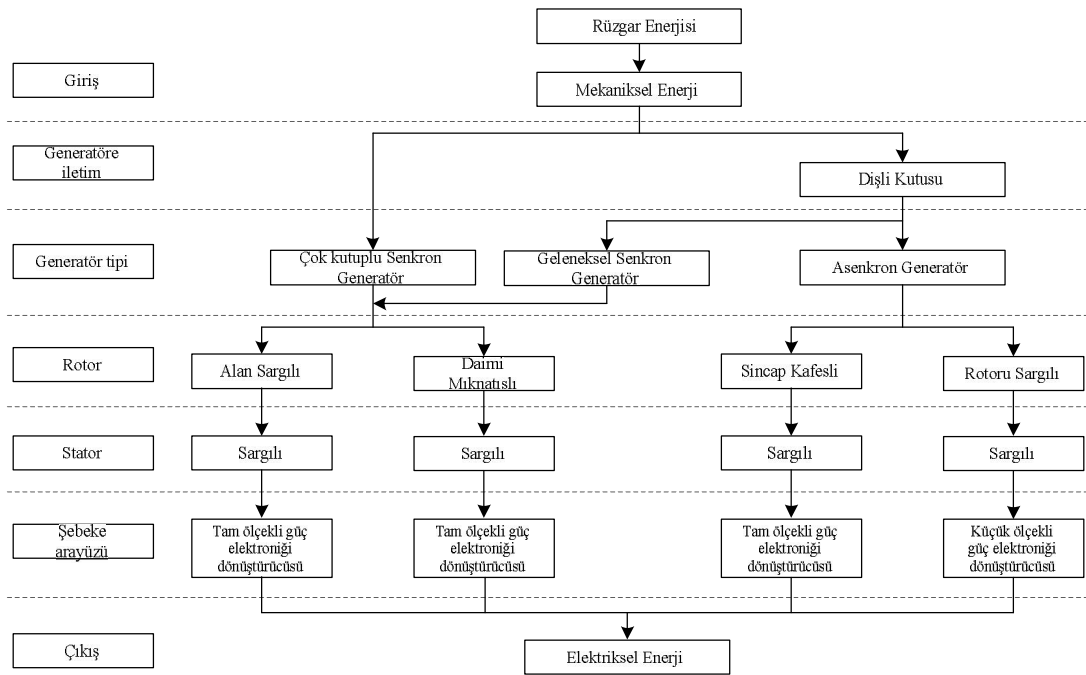 Rüzgar Enerjisi
Giriş
Mekaniksel Enerji
Generatöre
iletim
Dişli Kutusu
Generatör tipi
Çok kutuplu Senkron
Generatör
Geleneksel Senkron
Generatör
Asenkron Generatör
Rotor
Alan Sargılı
Daimi
Mıknatıslı
Sincap Kafesli
Rotoru Sargılı
Stator
Sargılı
Sargılı
Sargılı
Sargılı
Şebeke
arayüzü
Tam ölçekli güç
elektroniği
dönüştürücüsü
Tam ölçekli güç
elektroniği
dönüştürücüsü
Tam ölçekli güç
elektroniği
dönüştürücüsü
Küçük ölçekli
güç elektroniği
dönüştürücüsü
Çıkış
Elektriksel Enerji